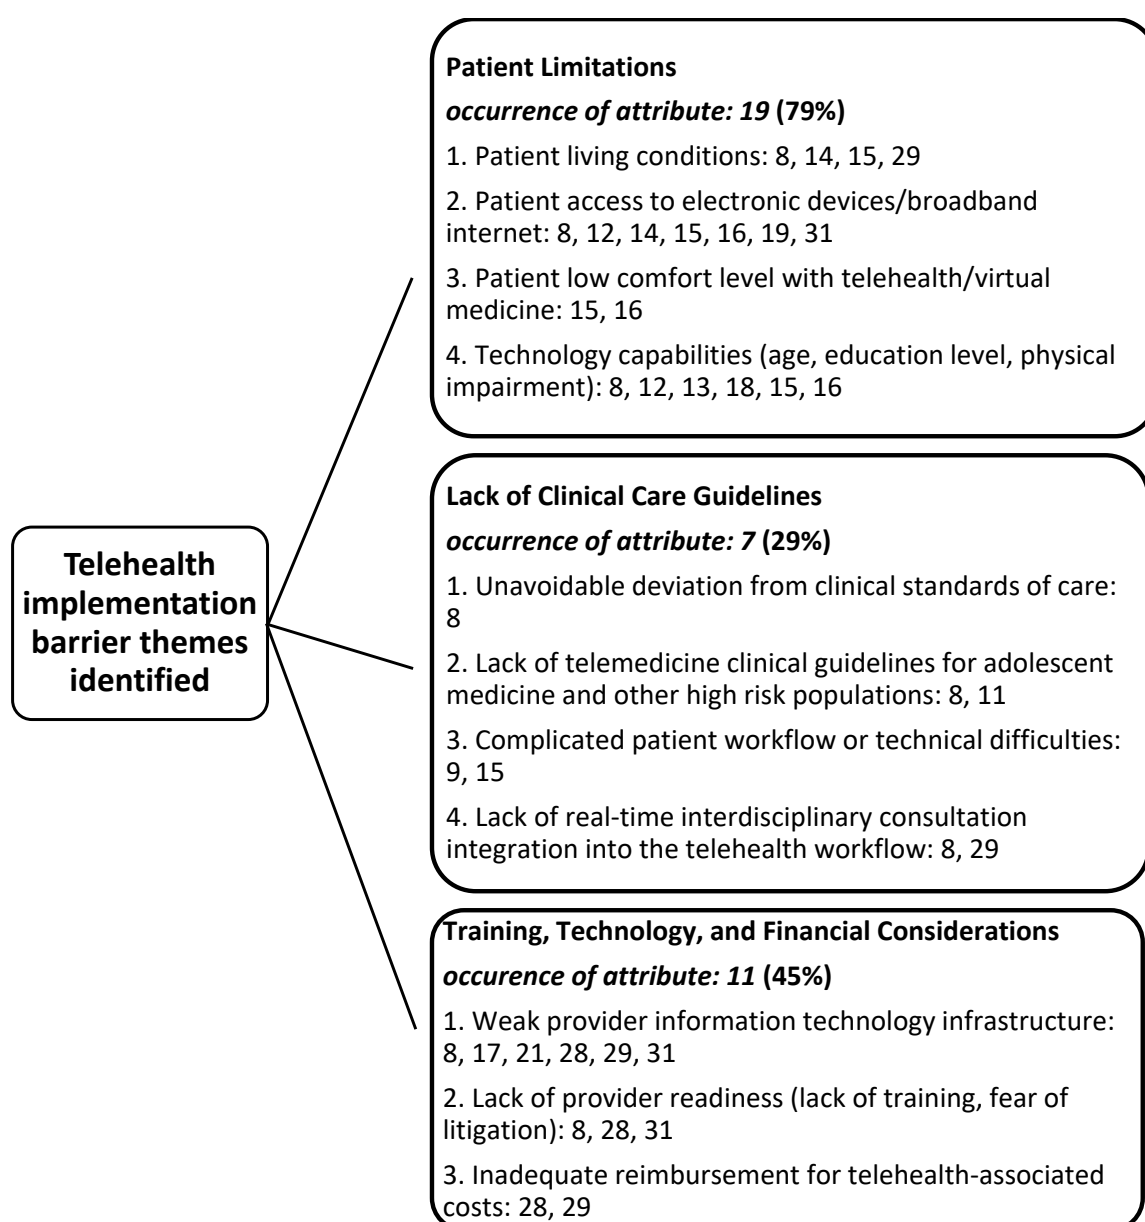 Patient Limitations
occurrence of attribute: 19 (79%)
1. Patient living conditions: 8, 14, 15, 29
2. Patient access to electronic devices/broadband
internet: 8, 12, 14, 15, 16, 19, 31
3. Patient low comfort level with telehealth/virtual
medicine: 15, 16
4. Technology capabilities (age, education level, physical
impairment): 8, 12, 13, 18, 15, 16
Telehealth
implementation
barrier themes
identified
Lack of Clinical Care Guidelines
occurrence of attribute: 7 (29%)
1. Unavoidable deviation from clinical standards of care:
8
2. Lack of telemedicine clinical guidelines for adolescent
medicine and other high risk populations: 8, 11
3. Complicated patient workflow or technical difficulties:
9, 15
4. Lack of real-time interdisciplinary consultation
integration into the telehealth workflow: 8, 29
Training, Technology, and Financial Considerations
occurence of attribute: 11 (45%)
1. Weak provider information technology infrastructure:
8, 17, 21, 28, 29, 31
2. Lack of provider readiness (lack of training, fear of
litigation): 8, 28, 31
3. Inadequate reimbursement for telehealth-associated
costs: 28, 29